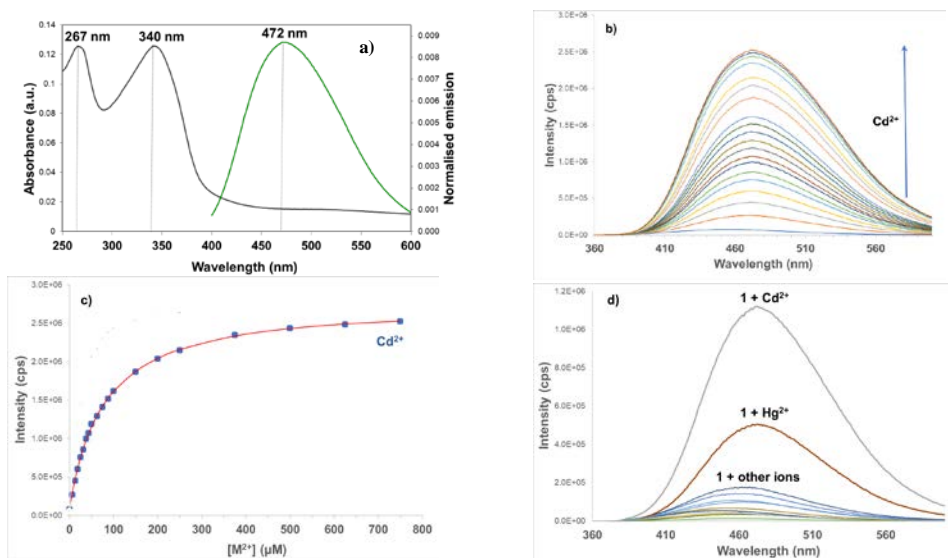 a)
267 nm
340 nm
472 nm
Absorbance (a.u.)
0.14
0.12
0.1
0.08
0.06
0.04
0.02
0
Normalised emission
0.009
0.008
0.007
0.006
0.005
0.004
0.003
0.002
0.001
0.000
250 300 350 400 450 500 550 600
Wavelength (nm)
b)
Intensity (cps)
3.0E+06
2.5E+06
2.0E+06
1.5E+06
1.0E+06
5.0E+05
0.0E+00
Cd²⁺
360 410 460 510 560
Wavelength (nm)
c)
Intensity (cps)
3.0E+06
2.5E+06
2.0E+06
1.5E+06
1.0E+06
5.0E+05
0.0E+00
Cd²⁺
0 100 200 300 400 500 600 700 800
[M²⁺] (µM)
d)
Intensity (cps)
1.2E+06
1.0E+06
8.0E+05
6.0E+05
4.0E+05
2.0E+05
0.0E+00
1 + Cd²⁺
1 + Hg²⁺
1 + other ions
360 410 460 510 560
Wavelength (nm)